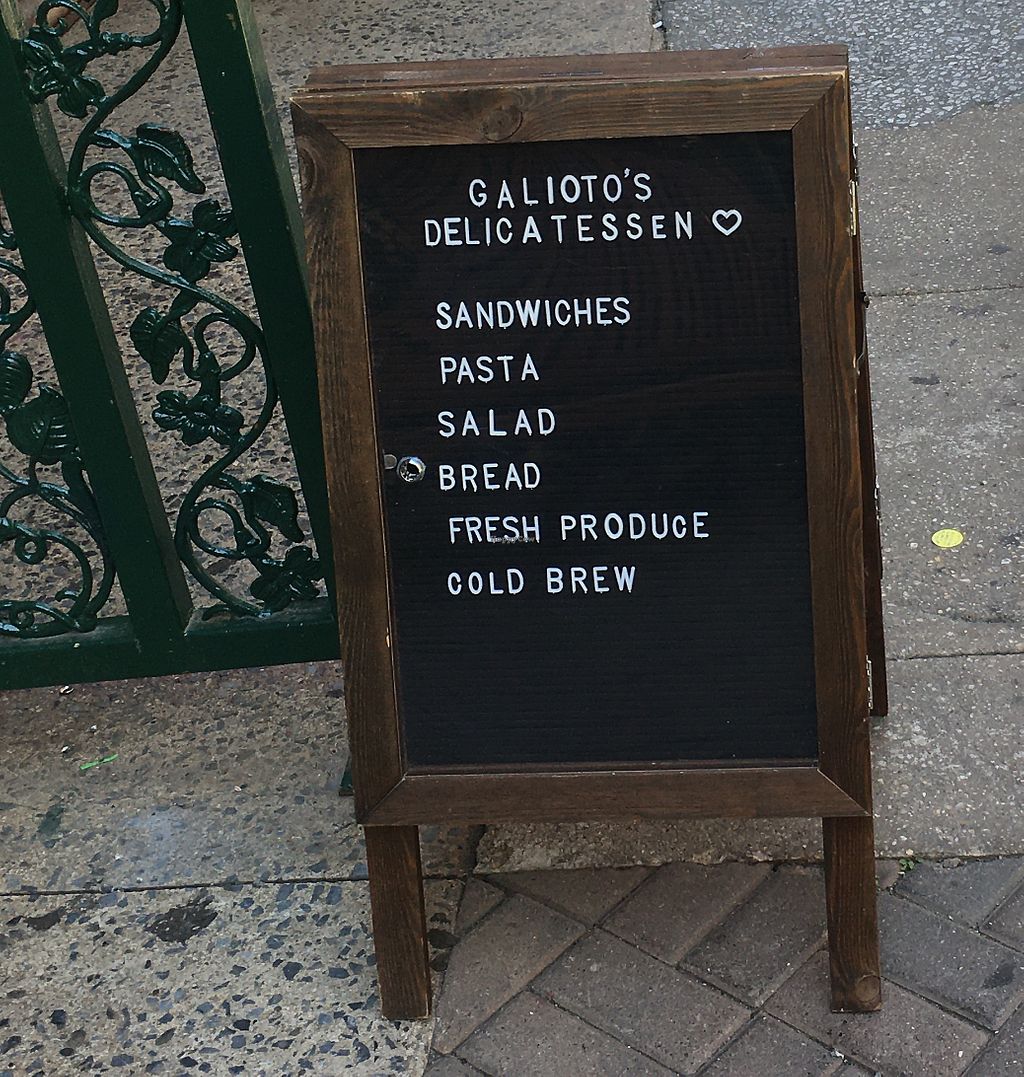 GALIOTO'S
DELICATESSEN ♡
SANDWICHES
PASTA
SALAD
BREAD
FRESH PRODUCE
COLD BREW